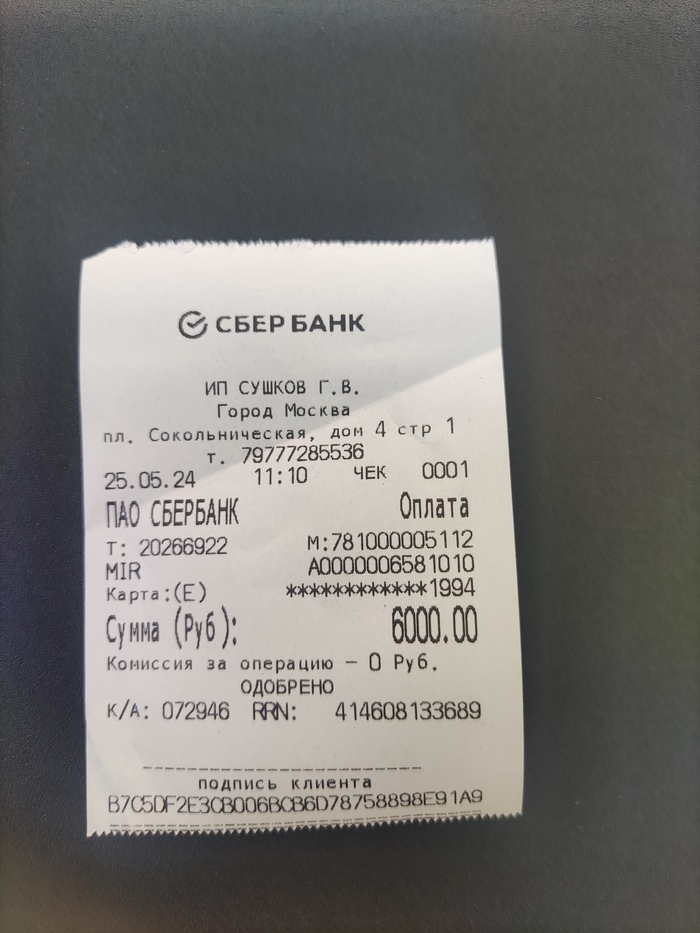 СБЕР БАНК
ИП СУШКОВ Г.В.
Город Москва
пл. Сокольническая, дом 4 стр 1
т. 79777285536
25.05.24 11:10 ЧЕК 0001
ПАО СБЕРБАНК Оплата
Т: 20266922 М:781000005112
MIR A0000006581010
Карта:(E) ************1994
Сумма (Руб): 6000.00
Комиссия за операцию – 0 Руб.
ОДОБРЕНО
К/А: 072946 RRN: 414608133689
подпись клиента
B7C5DF2E3CB006BCB6D78758898E91A9